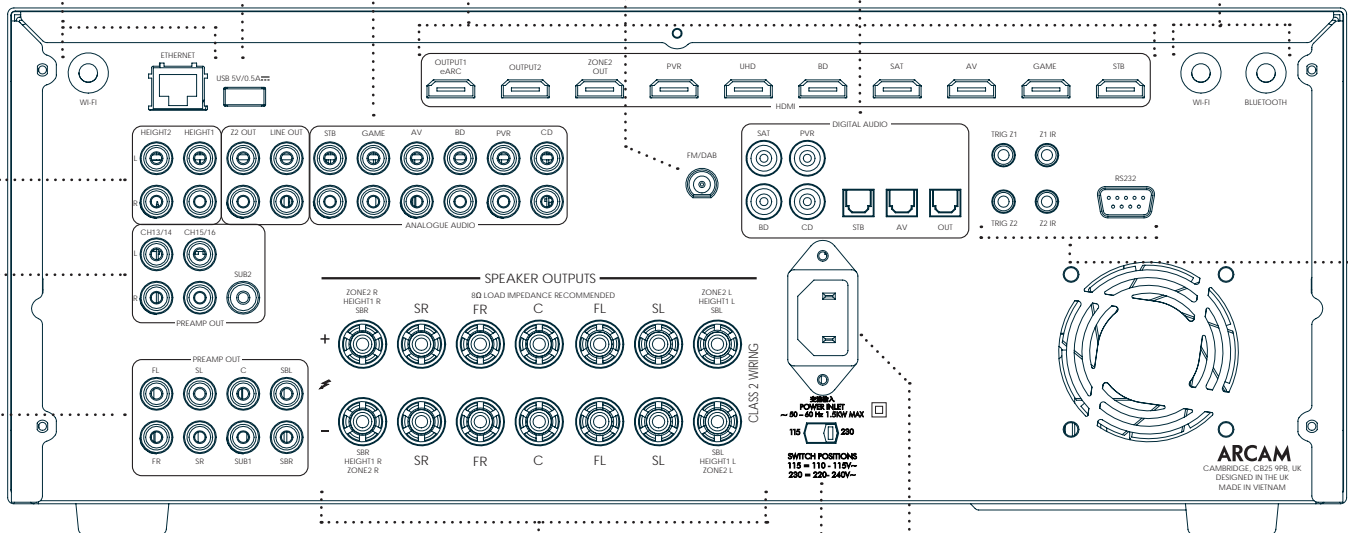 WI-FI
ETHERNET
USB 5V/0.5A
OUTPUT1 eARC
OUTPUT2
ZONE2 OUT
PVR
UHD
BD
SAT
AV
GAME
STB
HDMI
WI-FI
BLUETOOTH
HEIGHT2
HEIGHT1
Z2 OUT
LINE OUT
STB
GAME
AV
BD
PVR
CD
L
R
ANALOGUE AUDIO
FM/DAB
DIGITAL AUDIO
SAT
PVR
BD
CD
STB
AV
OUT
TRIG Z1
Z1 IR
TRIG Z2
Z2 IR
RS232
CH13/14
CH15/16
L
R
SUB2
PREAMP OUT
SPEAKER OUTPUTS
8Ω LOAD IMPEDANCE RECOMMENDED
ZONE2 R
HEIGHT1 R
SBR
SR
FR
C
FL
SL
ZONE2 L
HEIGHT1 L
SBL
+
−
CLASS 2 WIRING
SBR
HEIGHT1 R
ZONE2 R
SR
FR
C
FL
SL
SBL
HEIGHT1 L
ZONE2 L
PREAMP OUT
FL
SL
C
SBL
FR
SR
SUB1
SBR
POWER INLET
~ 50 – 60 Hz 1.5KW MAX
115
230
SWITCH POSITIONS
115 = 110 - 115V~
230 = 220- 240V~
ARCAM
CAMBRIDGE, CB25 9PB, UK
DESIGNED IN THE UK
MADE IN VIETNAM